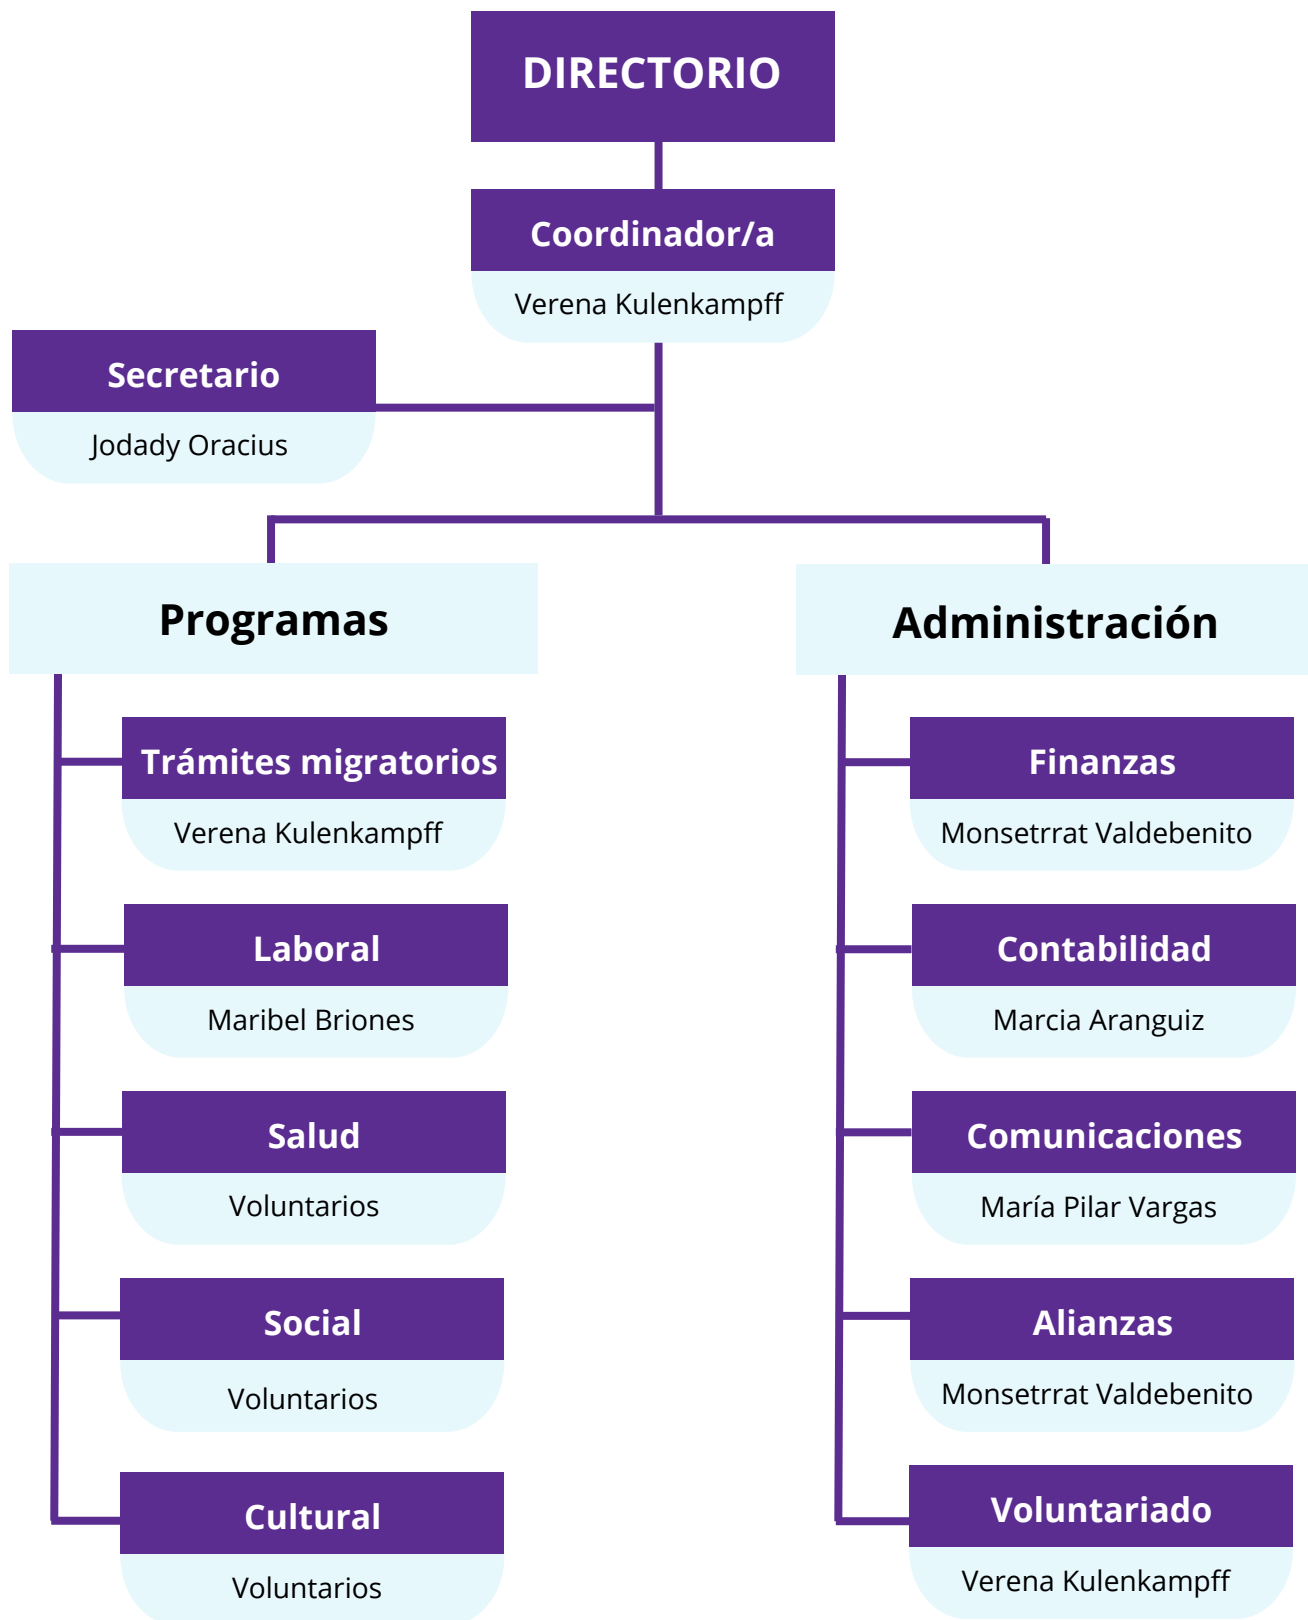 DIRECTORIO
Coordinador/a
Verena Kulenkampff
Secretario
Jodady Oracius
Programas
Trámites migratorios
Verena Kulenkampff
Laboral
Maribel Briones
Salud
Voluntarios
Social
Voluntarios
Cultural
Voluntarios
Administración
Finanzas
Monsetrrat Valdebenito
Contabilidad
Marcia Aranguiz
Comunicaciones
María Pilar Vargas
Alianzas
Monsetrrat Valdebenito
Voluntariado
Verena Kulenkampff